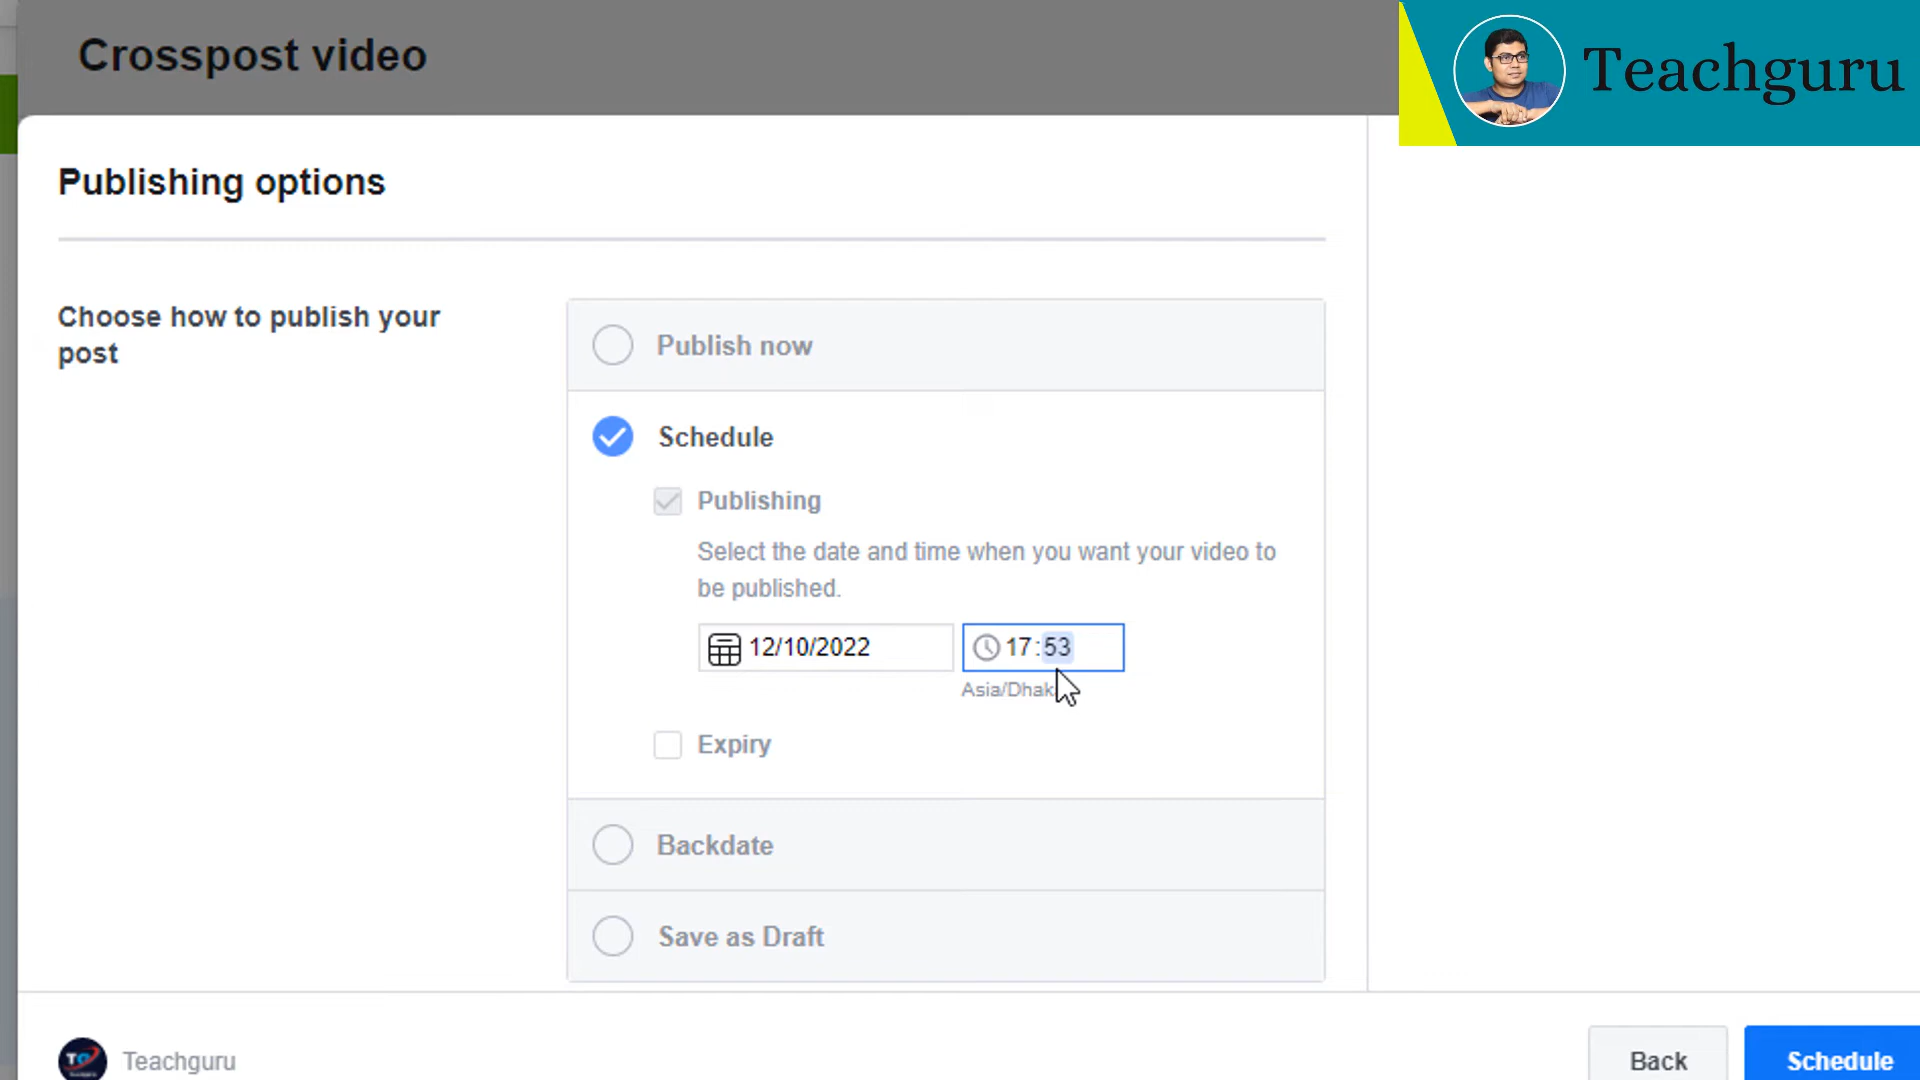 Crosspost video
Teachguru
Publishing options
Choose how to publish your
post
Publish now
Schedule
Publishing
Select the date and time when you want your video to
be published.
12/10/2022
17:53
Expiry
Backdate
Save as Draft
Teachguru
Back
Schedule